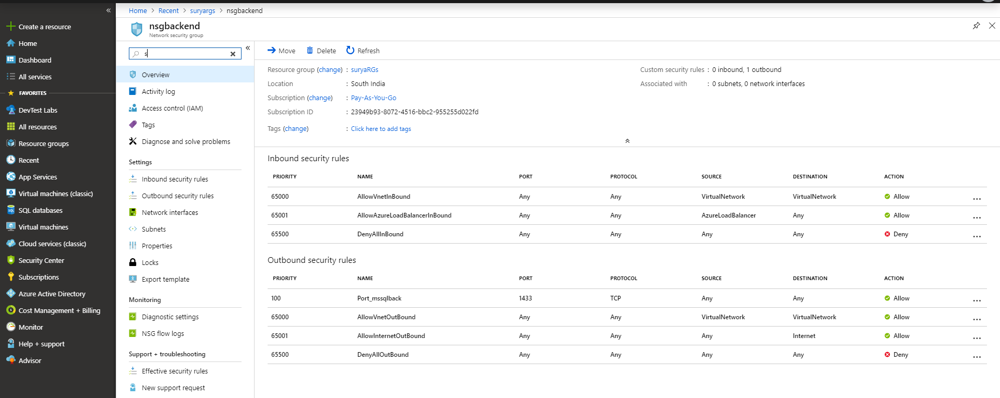 Home > Recent > suryargs > nsgbackend
nsgbackend
Network security group
Create a resource
Home
Dashboard
All services
FAVORITES
DevTest Labs
All resources
Resource groups
Recent
App Services
Virtual machines (classic)
SQL databases
Virtual machines
Cloud services (classic)
Security Center
Subscriptions
Azure Active Directory
Cost Management + Billing
Monitor
Help + support
Advisor
s
Overview
Activity log
Access control (IAM)
Tags
Diagnose and solve problems
Settings
Inbound security rules
Outbound security rules
Network interfaces
Subnets
Properties
Locks
Export template
Monitoring
Diagnostic settings
NSG flow logs
Support + troubleshooting
Effective security rules
New support request
Move Delete Refresh
Resource group (change) : suryaRGs
Location : South India
Subscription (change) : Pay-As-You-Go
Subscription ID : 23949b93-8072-4516-bbc2-955255d022fd
Tags (change) : Click here to add tags
Custom security rules : 0 inbound, 1 outbound
Associated with : 0 subnets, 0 network interfaces
Inbound security rules
PRIORITY NAME PORT PROTOCOL SOURCE DESTINATION ACTION
65000 AllowVnetInBound Any Any VirtualNetwork VirtualNetwork Allow ...
65001 AllowAzureLoadBalancerInBound Any Any AzureLoadBalancer Any Allow ...
65500 DenyAllInBound Any Any Any Any Deny ...
Outbound security rules
PRIORITY NAME PORT PROTOCOL SOURCE DESTINATION ACTION
100 Port_mssqlback 1433 TCP Any Any Allow ...
65000 AllowVnetOutBound Any Any VirtualNetwork VirtualNetwork Allow ...
65001 AllowInternetOutBound Any Any Any Internet Allow ...
65500 DenyAllOutBound Any Any Any Any Deny ...